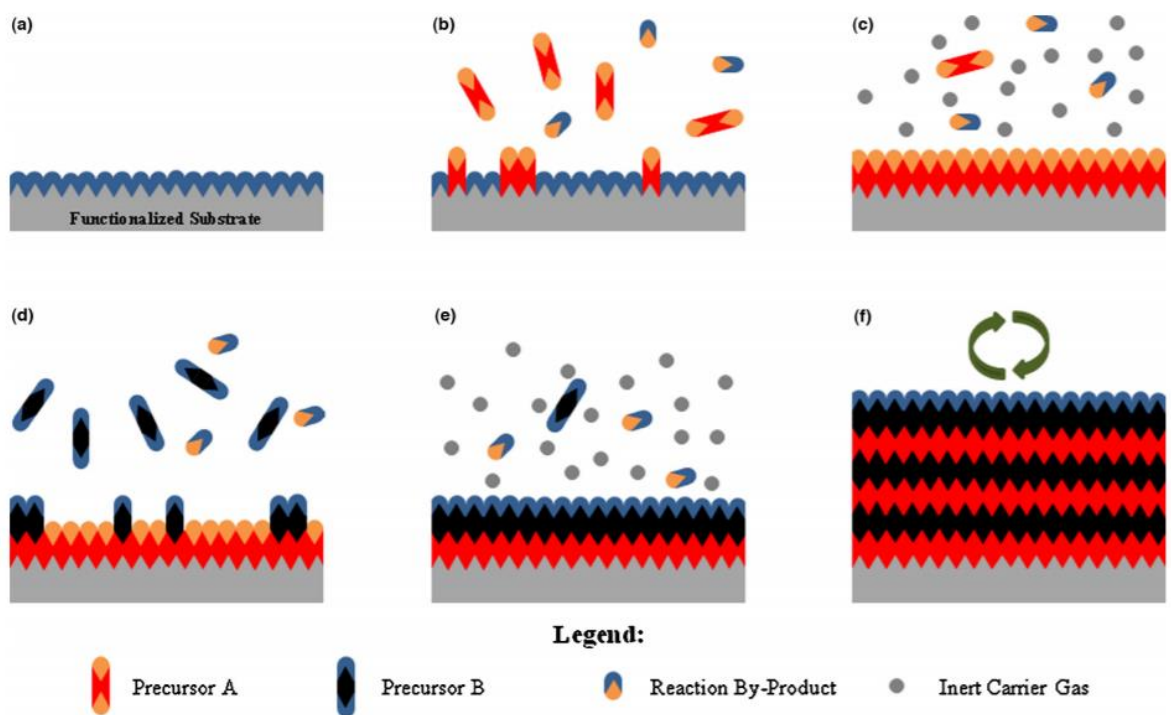 (a)
(b)
(c)
Functionalized Substrate
(d)
(e)
(f)
Legend:
Precursor A
Precursor B
Reaction By-Product
Inert Carrier Gas